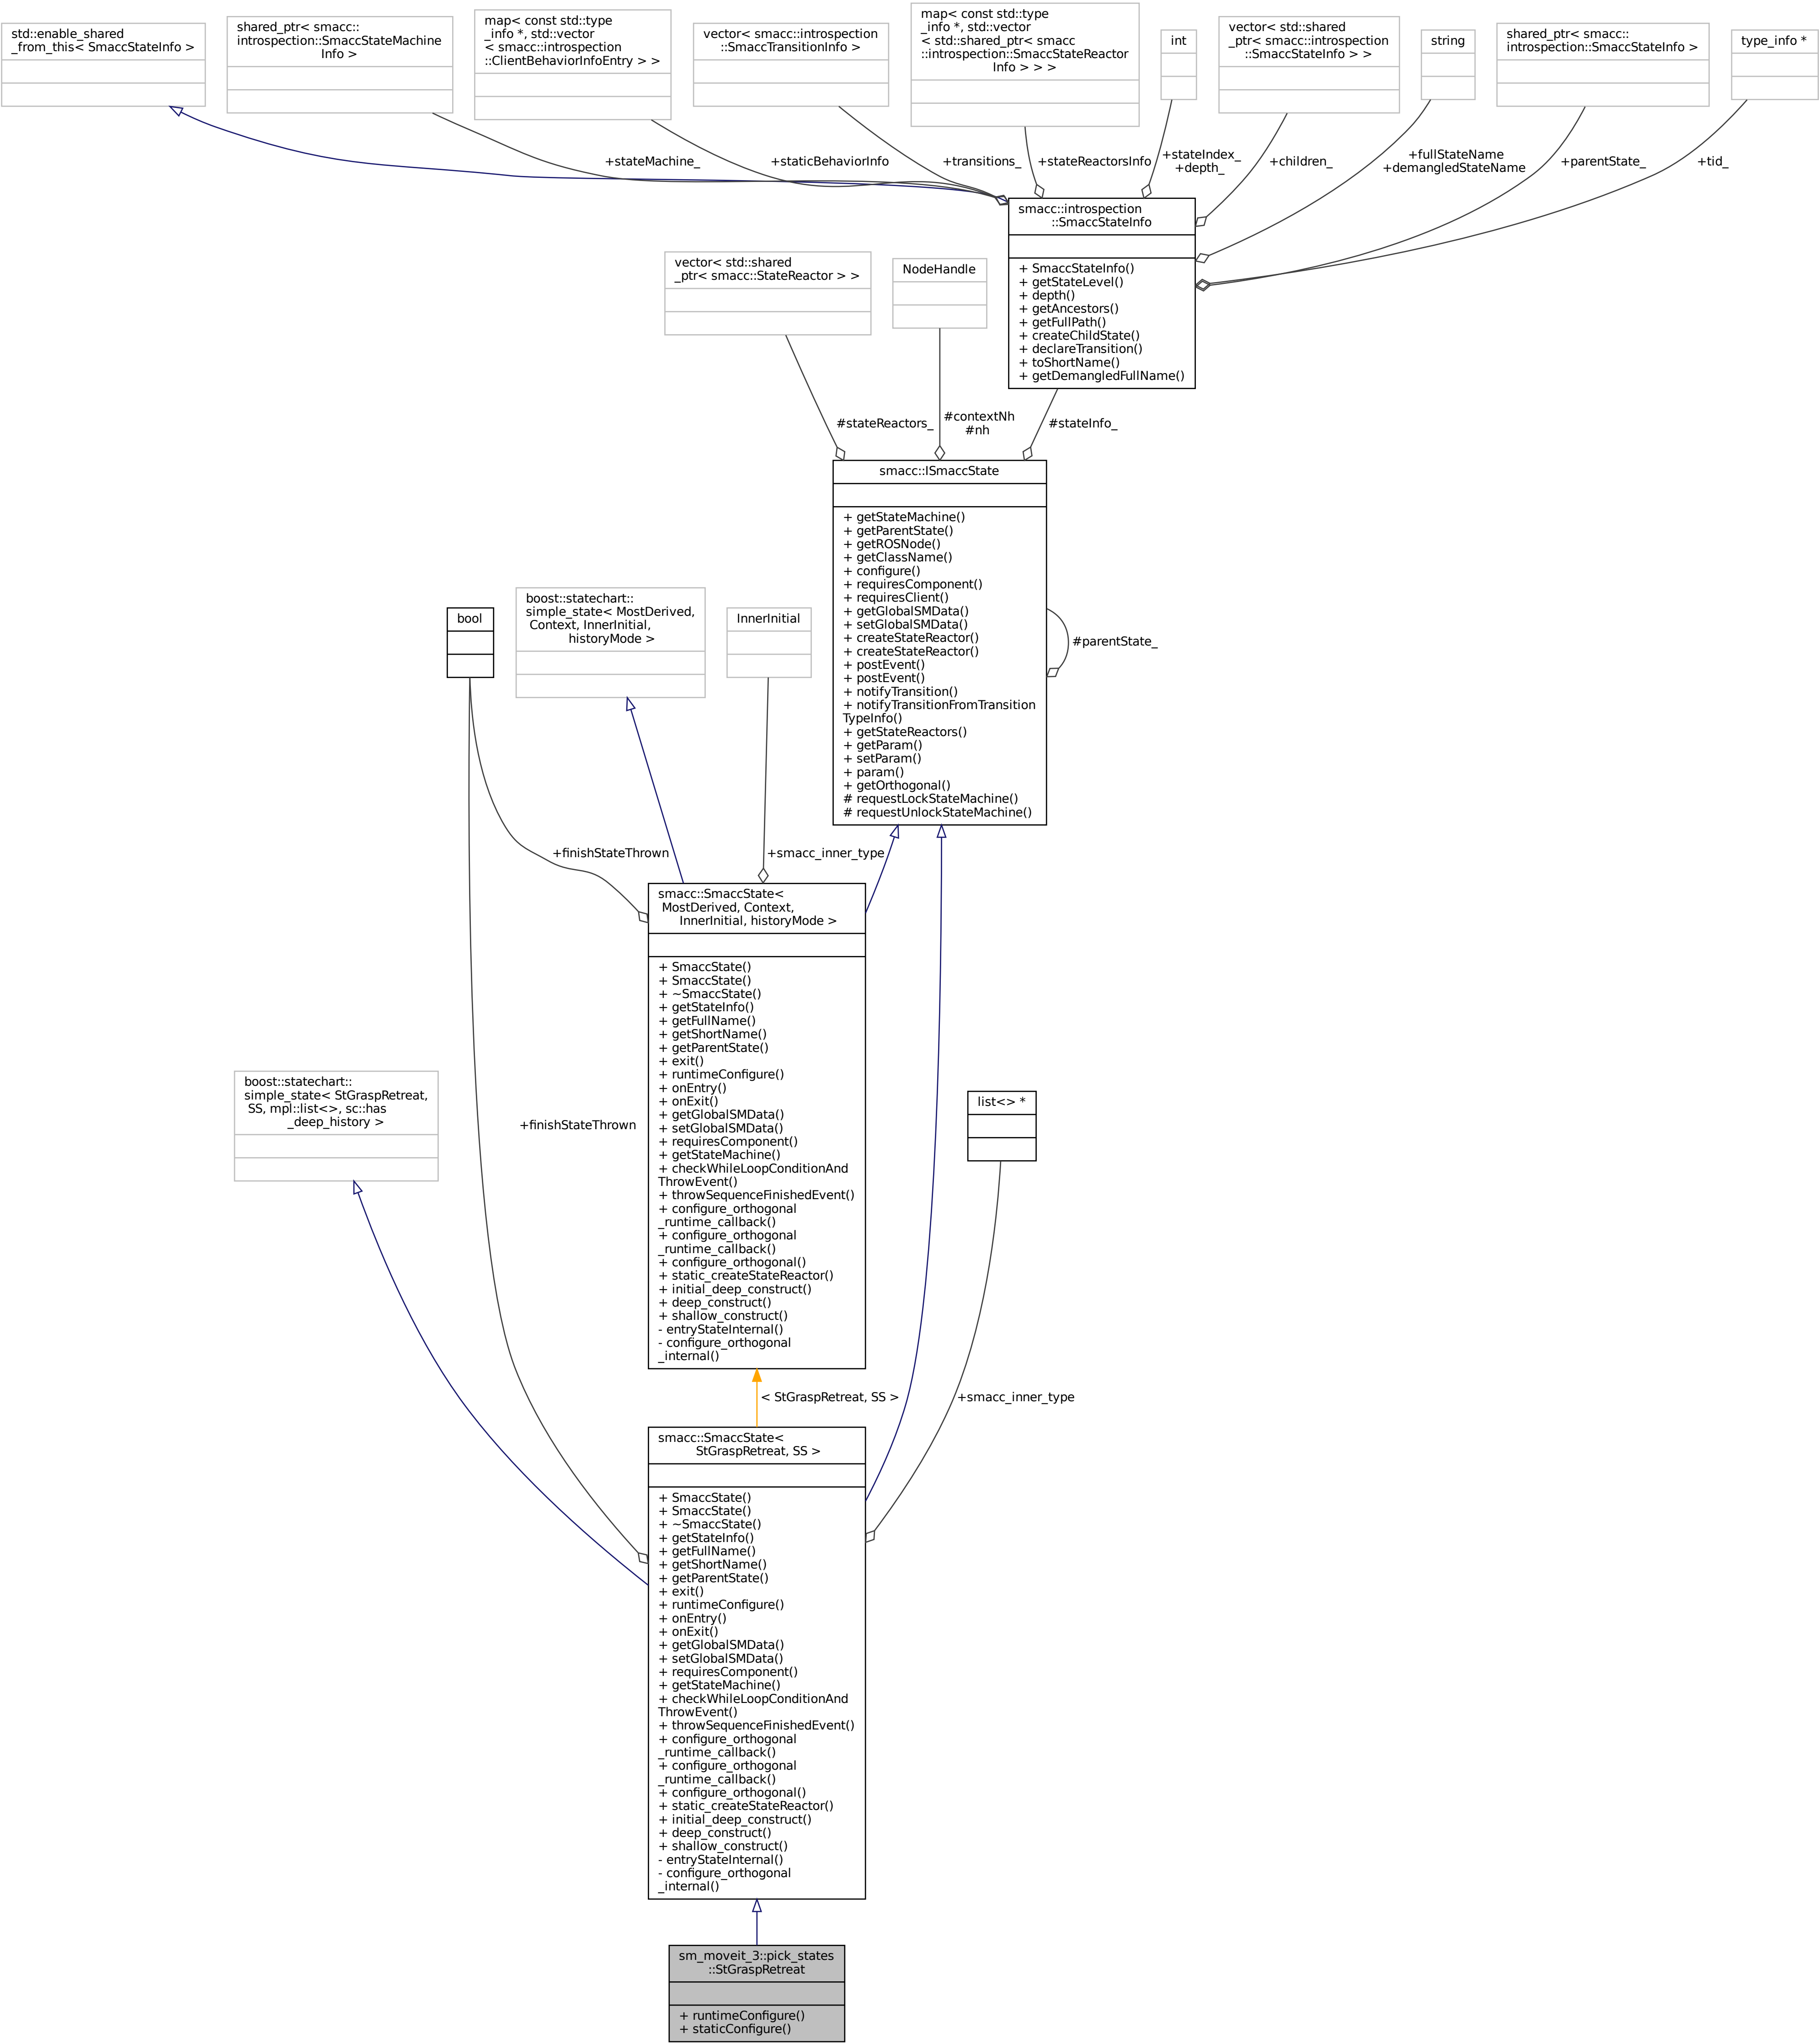 std::enable_shared
_from_this< SmaccStateInfo >
shared_ptr< smacc::
introspection::SmaccStateMachine
Info >
map< const std::type
_info *, std::vector
< smacc::introspection
::ClientBehaviorInfoEntry > >
vector< smacc::introspection
::SmaccTransitionInfo >
map< const std::type
_info *, std::vector
< std::shared_ptr< smacc
::introspection::SmaccStateReactor
Info > > >
int
vector< std::shared
_ptr< smacc::introspection
::SmaccStateInfo > >
string
shared_ptr< smacc::
introspection::SmaccStateInfo >
type_info *
+stateMachine_
+staticBehaviorInfo
+transitions_
+stateReactorsInfo
+stateIndex_
+depth_
+children_
+fullStateName
+demangledStateName
+parentState_
+tid_
smacc::introspection
::SmaccStateInfo
+ SmaccStateInfo()
+ getStateLevel()
+ depth()
+ getAncestors()
+ getFullPath()
+ createChildState()
+ declareTransition()
+ toShortName()
+ getDemangledFullName()
vector< std::shared
_ptr< smacc::StateReactor > >
NodeHandle
#stateReactors_
#contextNh
#nh
#stateInfo_
smacc::ISmaccState
+ getStateMachine()
+ getParentState()
+ getROSNode()
+ getClassName()
+ configure()
+ requiresComponent()
+ requiresClient()
+ getGlobalSMData()
+ setGlobalSMData()
+ createStateReactor()
+ createStateReactor()
+ postEvent()
+ postEvent()
+ notifyTransition()
+ notifyTransitionFromTransition
TypeInfo()
+ getStateReactors()
+ getParam()
+ setParam()
+ param()
+ getOrthogonal()
# requestLockStateMachine()
# requestUnlockStateMachine()
#parentState_
bool
boost::statechart::
simple_state< MostDerived,
Context, InnerInitial,
historyMode >
InnerInitial
+finishStateThrown
+smacc_inner_type
smacc::SmaccState<
MostDerived, Context,
InnerInitial, historyMode >
+ SmaccState()
+ SmaccState()
+ ~SmaccState()
+ getStateInfo()
+ getFullName()
+ getShortName()
+ getParentState()
+ exit()
+ runtimeConfigure()
+ onEntry()
+ onExit()
+ getGlobalSMData()
+ setGlobalSMData()
+ requiresComponent()
+ getStateMachine()
+ checkWhileLoopConditionAnd
ThrowEvent()
+ throwSequenceFinishedEvent()
+ configure_orthogonal
_runtime_callback()
+ configure_orthogonal
_runtime_callback()
+ configure_orthogonal()
+ static_createStateReactor()
+ initial_deep_construct()
+ deep_construct()
+ shallow_construct()
- entryStateInternal()
- configure_orthogonal
_internal()
boost::statechart::
simple_state< StGraspRetreat,
SS, mpl::list<>, sc::has
_deep_history >
+finishStateThrown
list<> *
< StGraspRetreat, SS >
+smacc_inner_type
smacc::SmaccState<
StGraspRetreat, SS >
+ SmaccState()
+ SmaccState()
+ ~SmaccState()
+ getStateInfo()
+ getFullName()
+ getShortName()
+ getParentState()
+ exit()
+ runtimeConfigure()
+ onEntry()
+ onExit()
+ getGlobalSMData()
+ setGlobalSMData()
+ requiresComponent()
+ getStateMachine()
+ checkWhileLoopConditionAnd
ThrowEvent()
+ throwSequenceFinishedEvent()
+ configure_orthogonal
_runtime_callback()
+ configure_orthogonal
_runtime_callback()
+ configure_orthogonal()
+ static_createStateReactor()
+ initial_deep_construct()
+ deep_construct()
+ shallow_construct()
- entryStateInternal()
- configure_orthogonal
_internal()
sm_moveit_3::pick_states
::StGraspRetreat
+ runtimeConfigure()
+ staticConfigure()